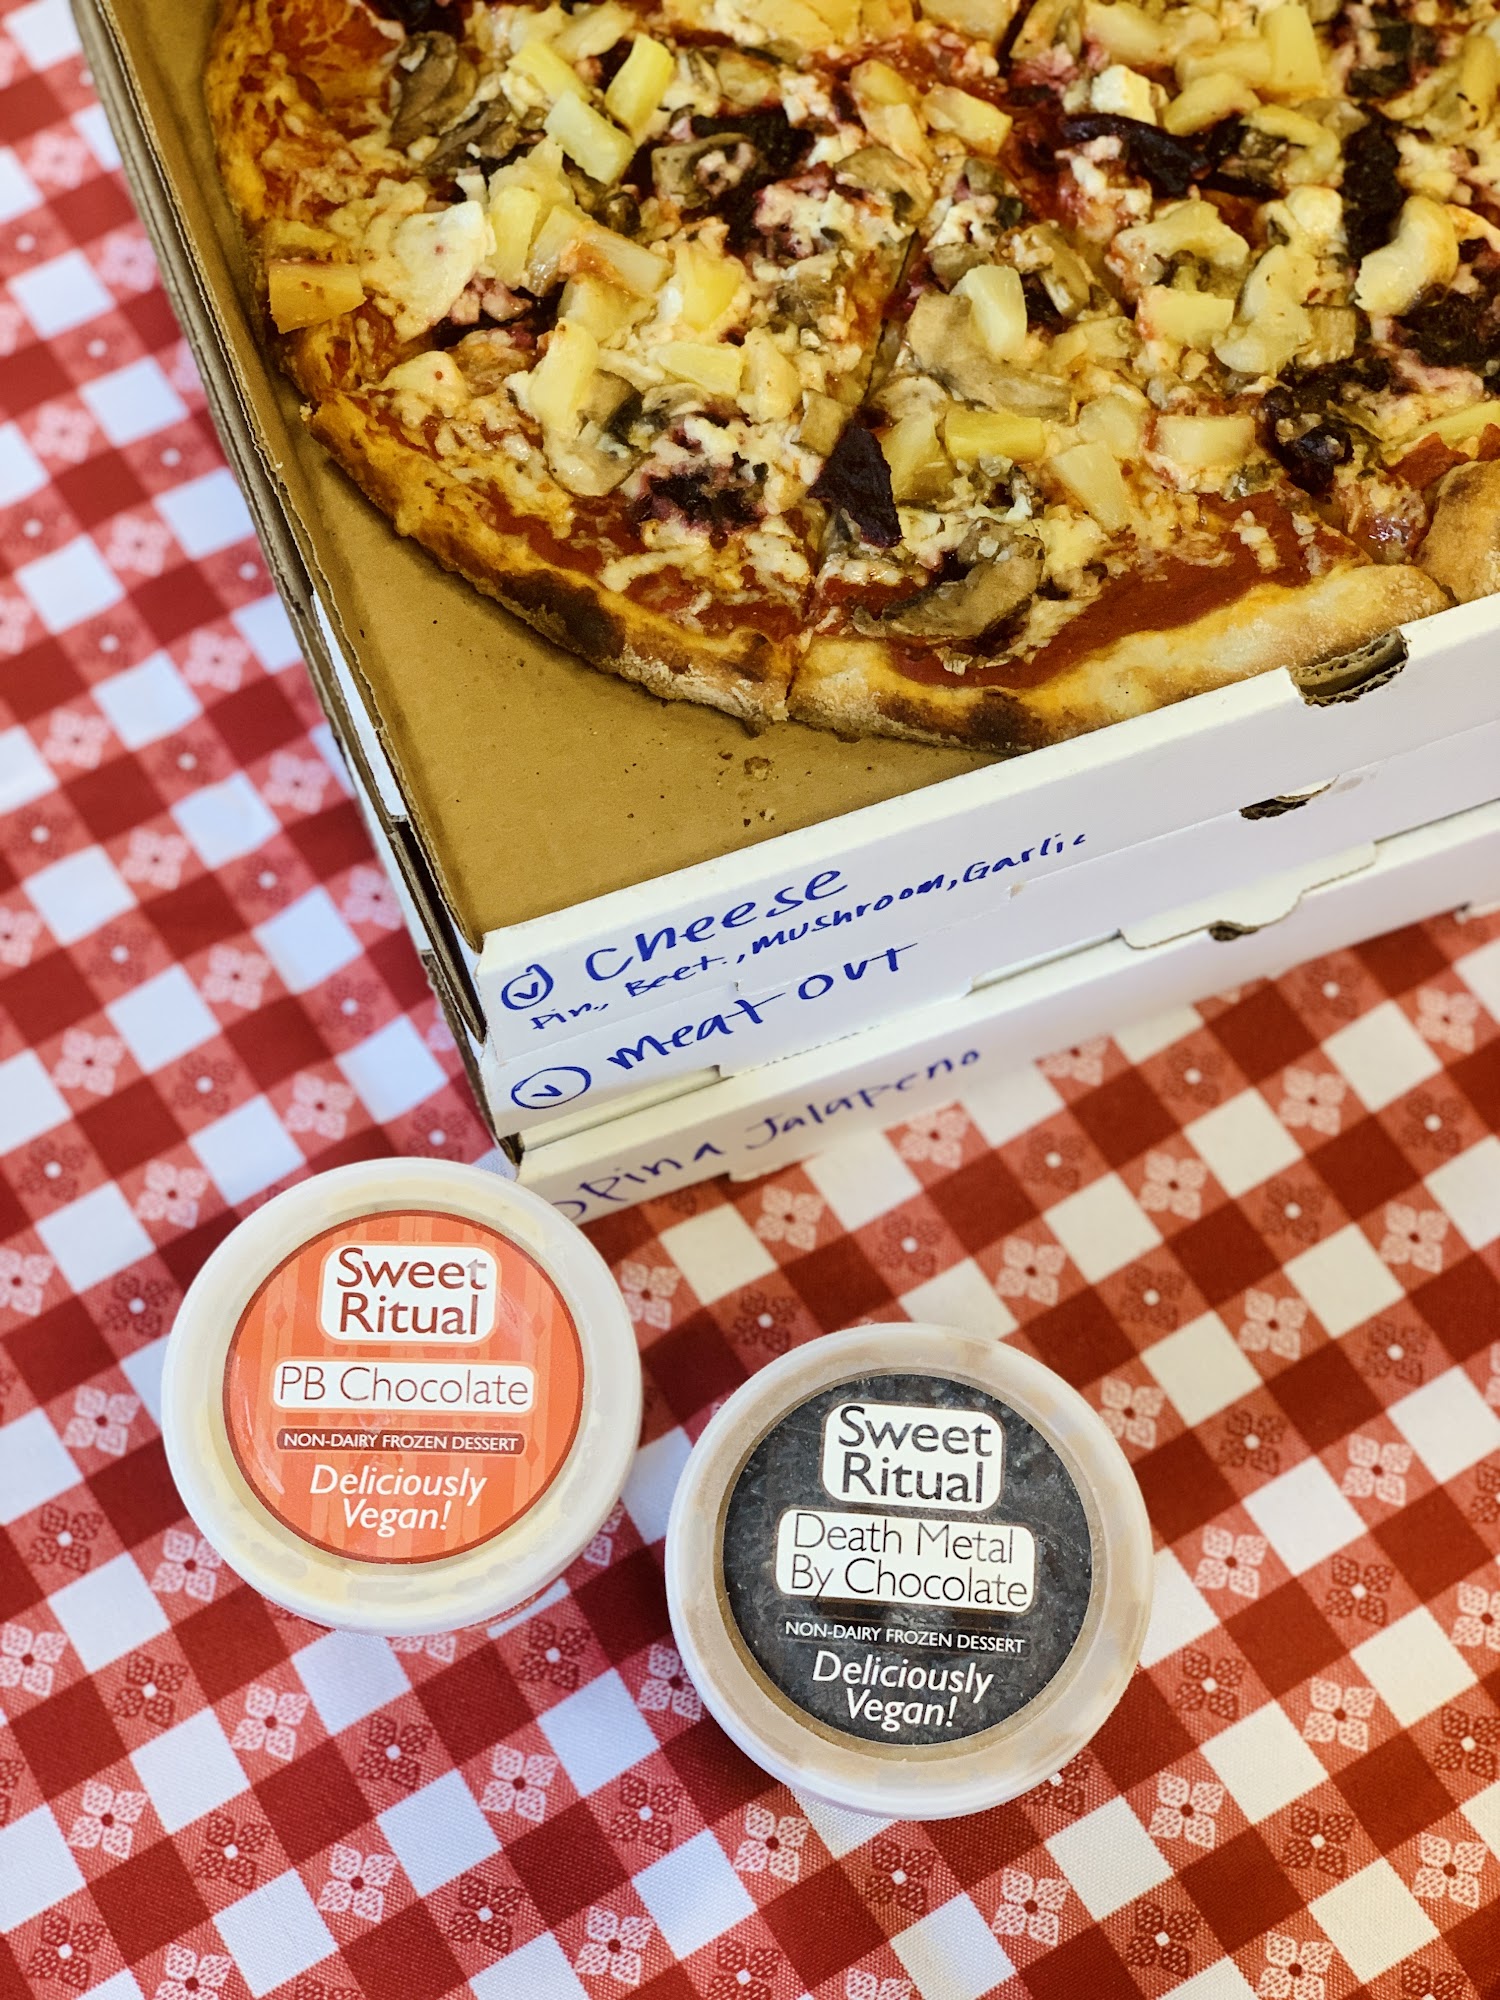 V Cheese
Pin., Beet., Mushroom, Garlic
V Meat out
Pina Jalapeno
Sweet
Ritual
PB Chocolate
NON-DAIRY FROZEN DESSERT
Deliciously
Vegan!
Sweet
Ritual
Death Metal
By Chocolate
NON-DAIRY FROZEN DESSERT
Deliciously
Vegan!